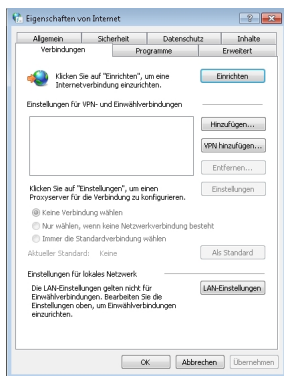 Eigenschaften von Internet
Allgemein Sicherheit Datenschutz Inhalte
Verbindungen Programme Erweitert
Klicken Sie auf "Einrichten", um eine
Internetverbindung einzurichten.
Einrichten
Einstellungen für VPN- und Einwählverbindungen
Hinzufügen...
VPN hinzufügen...
Entfernen...
Klicken Sie auf "Einstellungen", um einen
Proxyserver für die Verbindung zu konfigurieren.
Einstellungen
Keine Verbindung wählen
Nur wählen, wenn keine Netzwerkverbindung besteht
Immer die Standardverbindung wählen
Aktueller Standard: Keine
Als Standard
Einstellungen für lokales Netzwerk
Die LAN-Einstellungen gelten nicht für
Einwählverbindungen. Bearbeiten Sie die
Einstellungen oben, um Einwählverbindungen
einzurichten.
LAN-Einstellungen
OK Abbrechen Übernehmen